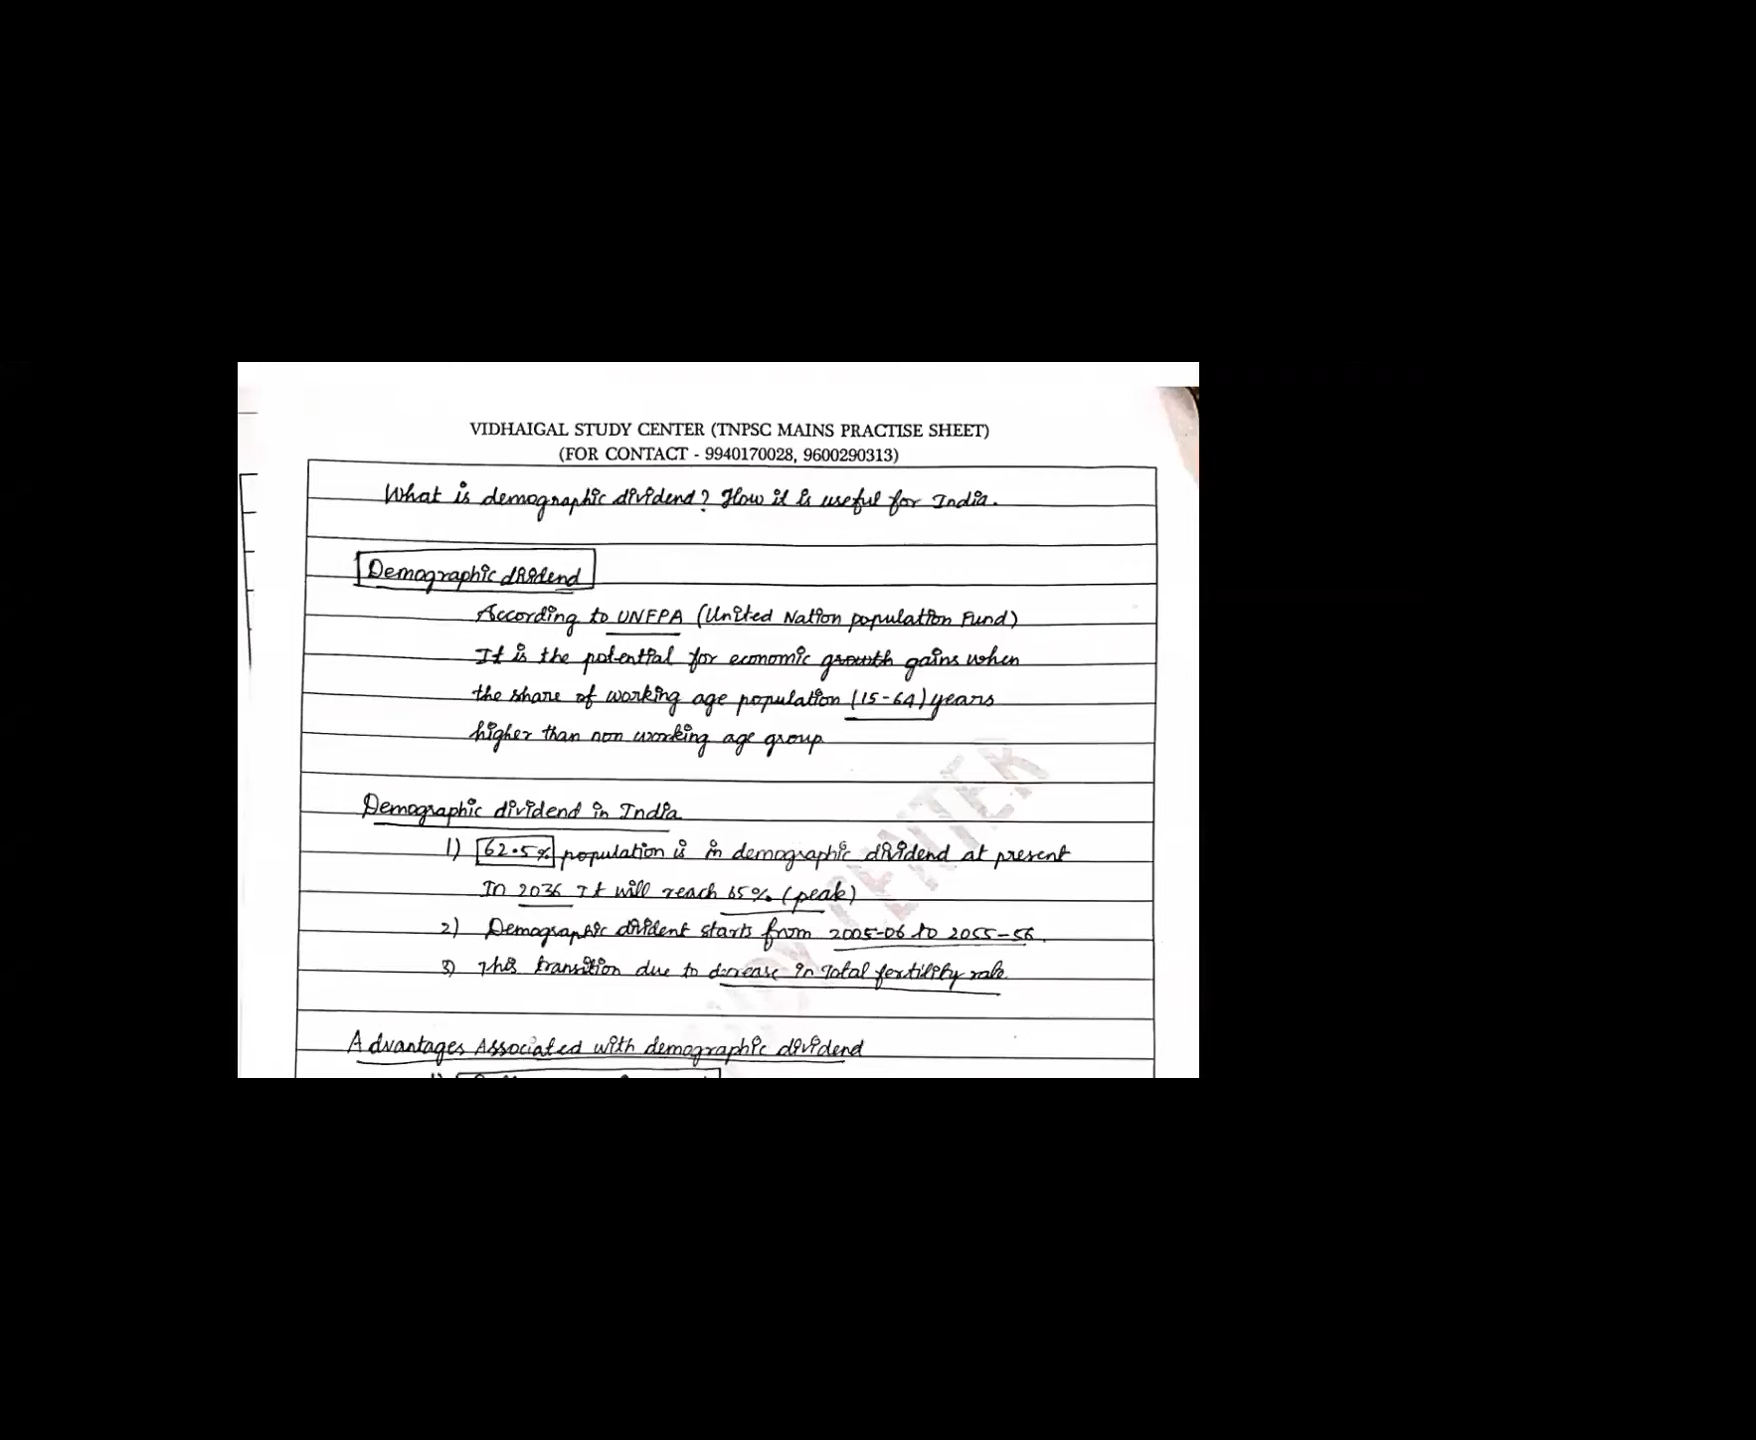 VIDHAIGAL STUDY CENTER (TNPSC MAINS PRACTISE SHEET)
(FOR CONTACT - 9940170028, 9600290313)
What is demographic dividend? How it is useful for India.
Demographic dividend
According to UNFPA (United Nation population Fund)
It is the potential for economic growth gains when
the share of working age population (15-64) years
higher than non working age group
Demographic dividend in India
1) 62.5% population is in demographic dividend at present
In 2036 It will reach 65% (peak)
2) Demographic divident starts from 2005-06 to 2055-56.
3) This transition due to decrease in Total fertility rate.
Advantages Associated with demographic dividend
1)
CENTER